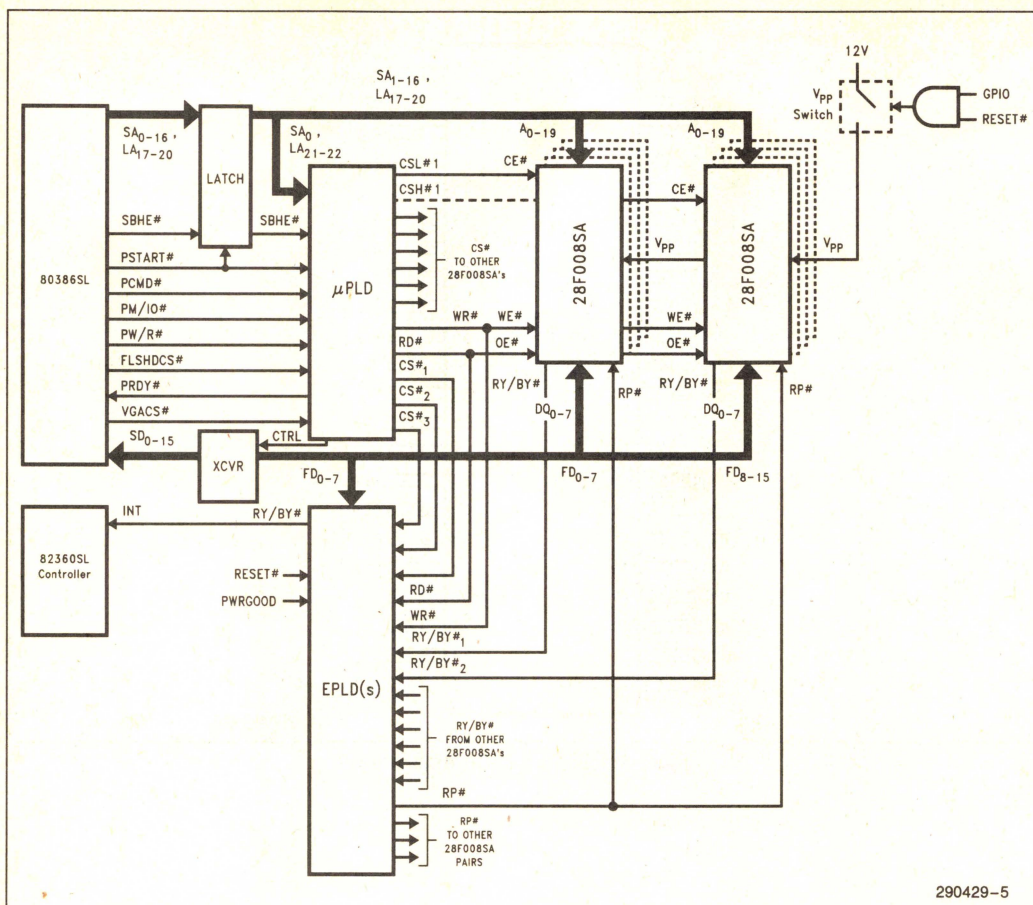 12V
SA1-16 ,
LA17-20
VPP
Switch
GPIO
RESET#
SA0-16 ,
LA17-20
SA0 ,
LA21-22
A0-19
A0-19
LATCH
CSL#1
CE#
CSH#1
CE#
SBHE#
SBHE#
80386SL
PSTART#
µPLD
CS#
TO OTHER
28F008SA's
28F008SA
VPP
28F008SA
VPP
PCMD#
PM/IO#
WR#
WE#
WE#
PW/R#
RD#
OE#
OE#
FLSHDCS#
CS#1
RY/BY#
RP#
RY/BY#
RP#
PRDY#
CS#2
DQ0-7
DQ0-7
VGACS#
CS#3
SD0-15
XCVR
CTRL
FD0-7
FD0-7
FD8-15
INT
RY/BY#
82360SL
Controller
RESET#
PWRGOOD
RD#
WR#
RY/BY#1
RY/BY#2
EPLD(s)
RY/BY#
FROM OTHER
28F008SA's
RP#
RP#
TO OTHER
28F008SA
PAIRS
290429-5